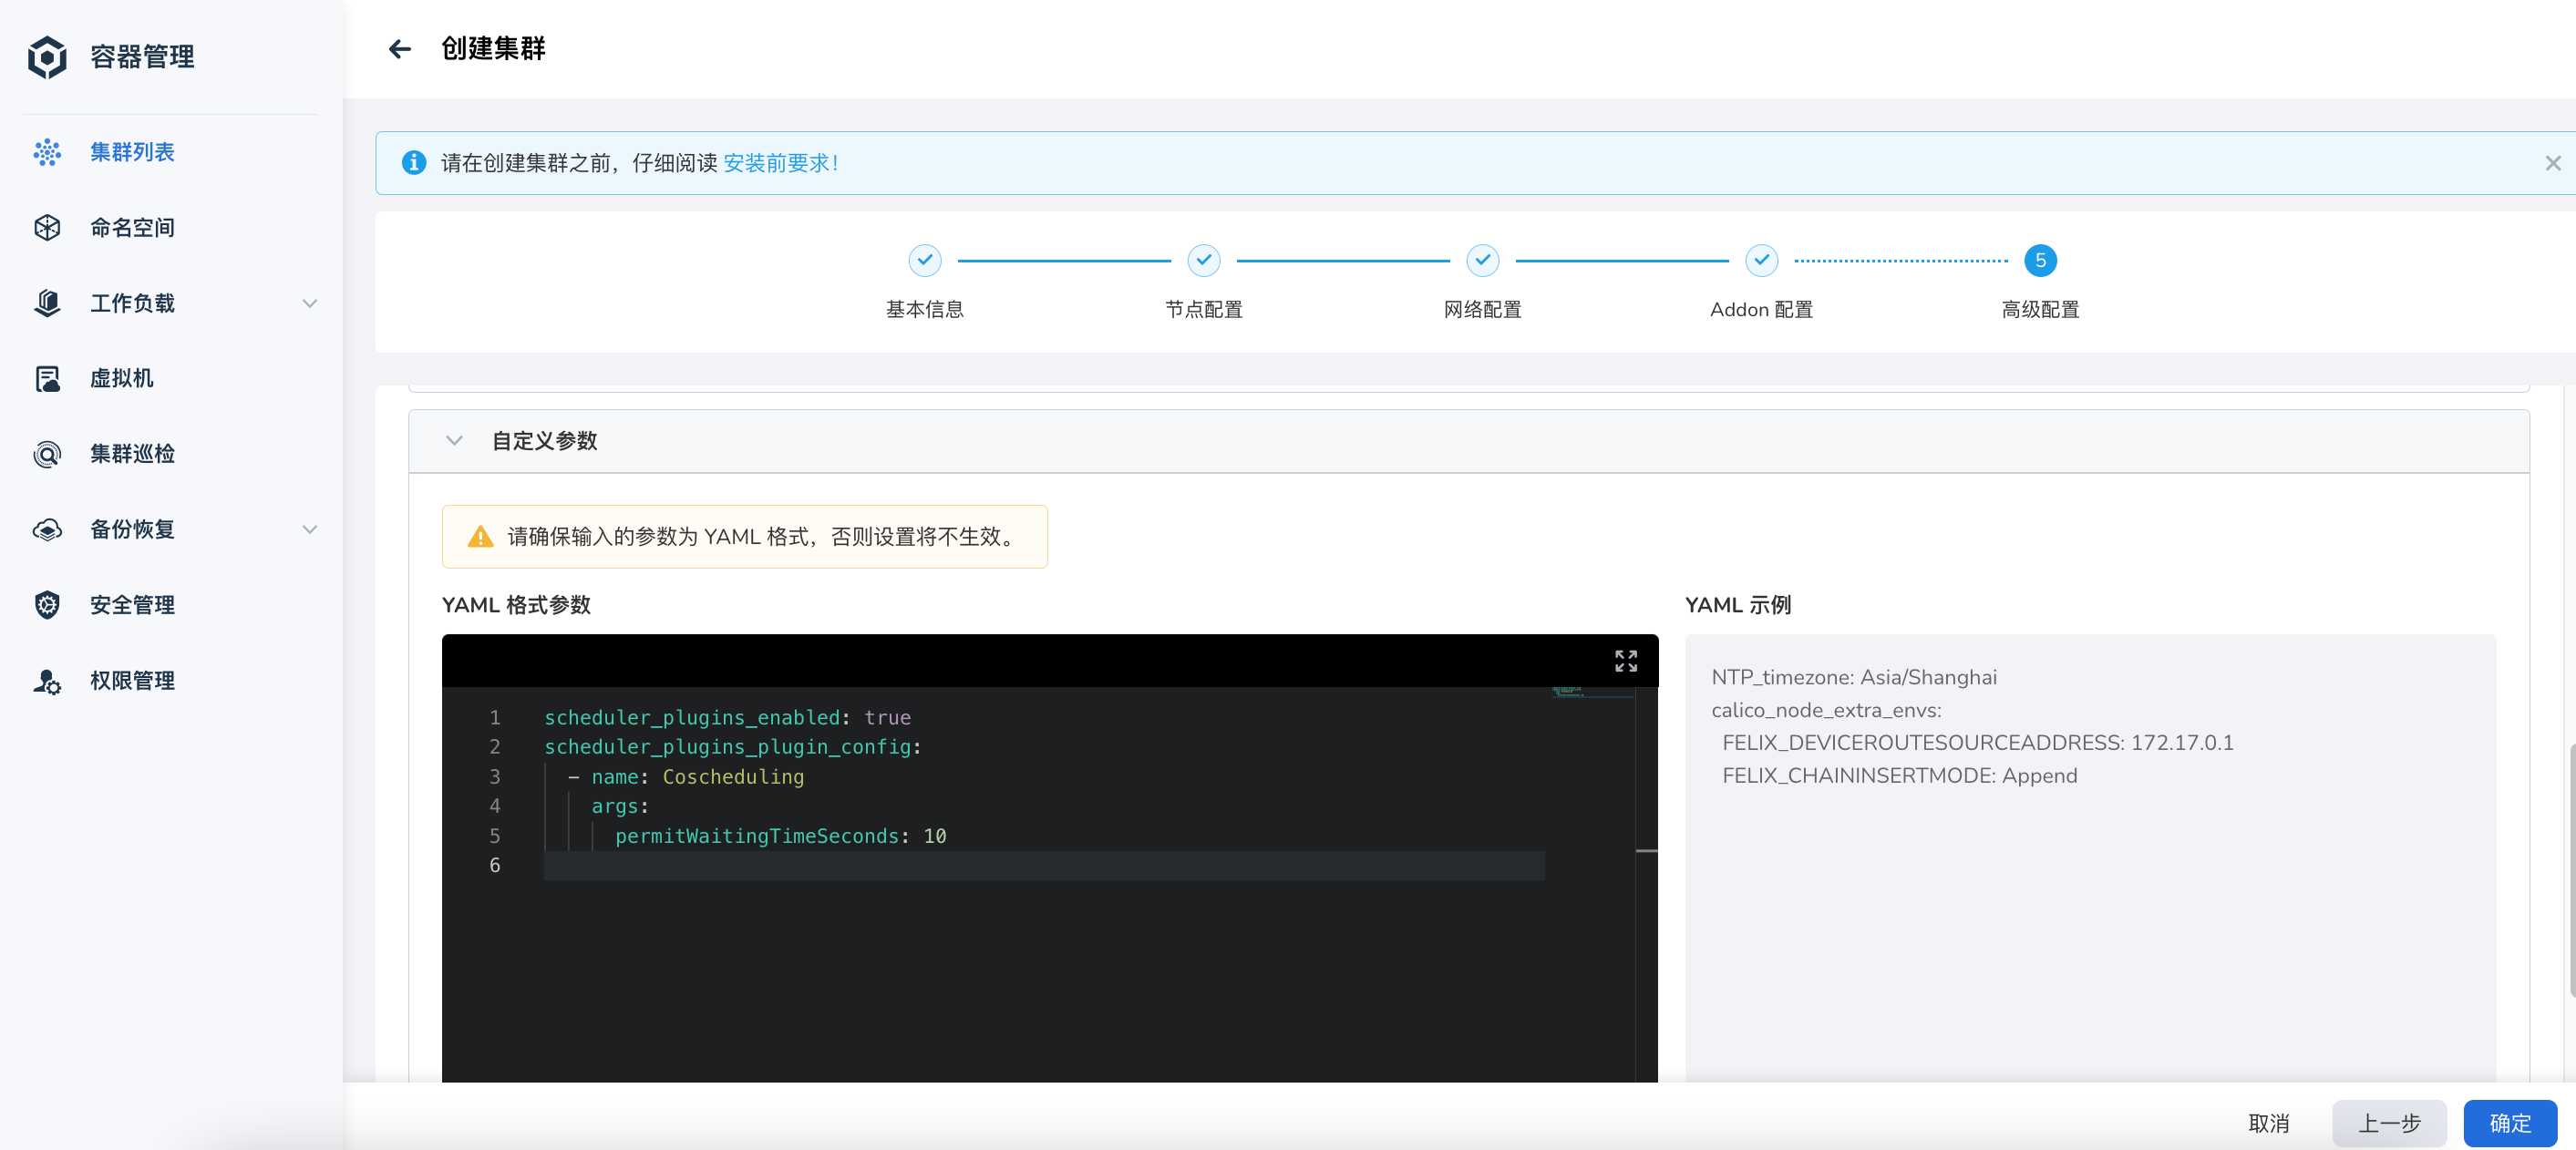 容器管理
集群列表
命名空间
工作负载
虚拟机
集群巡检
备份恢复
安全管理
权限管理
创建集群
请在创建集群之前，仔细阅读 安装前要求！
基本信息
节点配置
网络配置
Addon 配置
5
高级配置
自定义参数
请确保输入的参数为 YAML 格式，否则设置将不生效。
YAML 格式参数
1 scheduler_plugins_enabled: true
2 scheduler_plugins_plugin_config:
3 - name: Coscheduling
4 args:
5 permitWaitingTimeSeconds: 10
6
YAML 示例
NTP_timezone: Asia/Shanghai
calico_node_extra_envs:
FELIX_DEVICEROUTESOURCEADDRESS: 172.17.0.1
FELIX_CHAININSERTMODE: Append
取消
上一步
确定